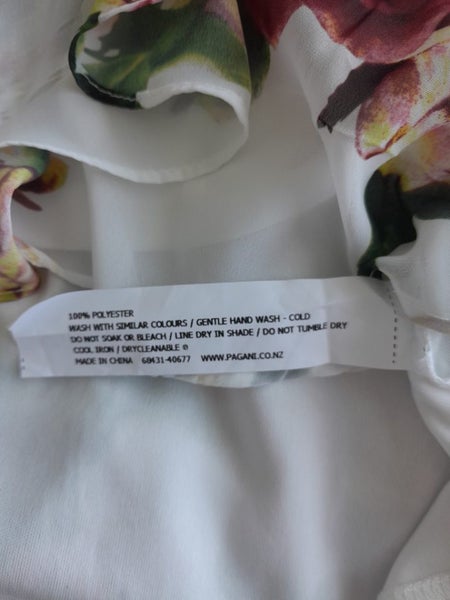 100% POLYESTER
WASH WITH SIMILAR COLOURS / GENTLE HAND WASH - COLD
DO NOT SOAK OR BLEACH / LINE DRY IN SHADE / DO NOT TUMBLE DRY
COOL IRON / DRYCLEANABLE ℗
MADE IN CHINA 68431-40677 WWW.PAGANI.CO.NZ